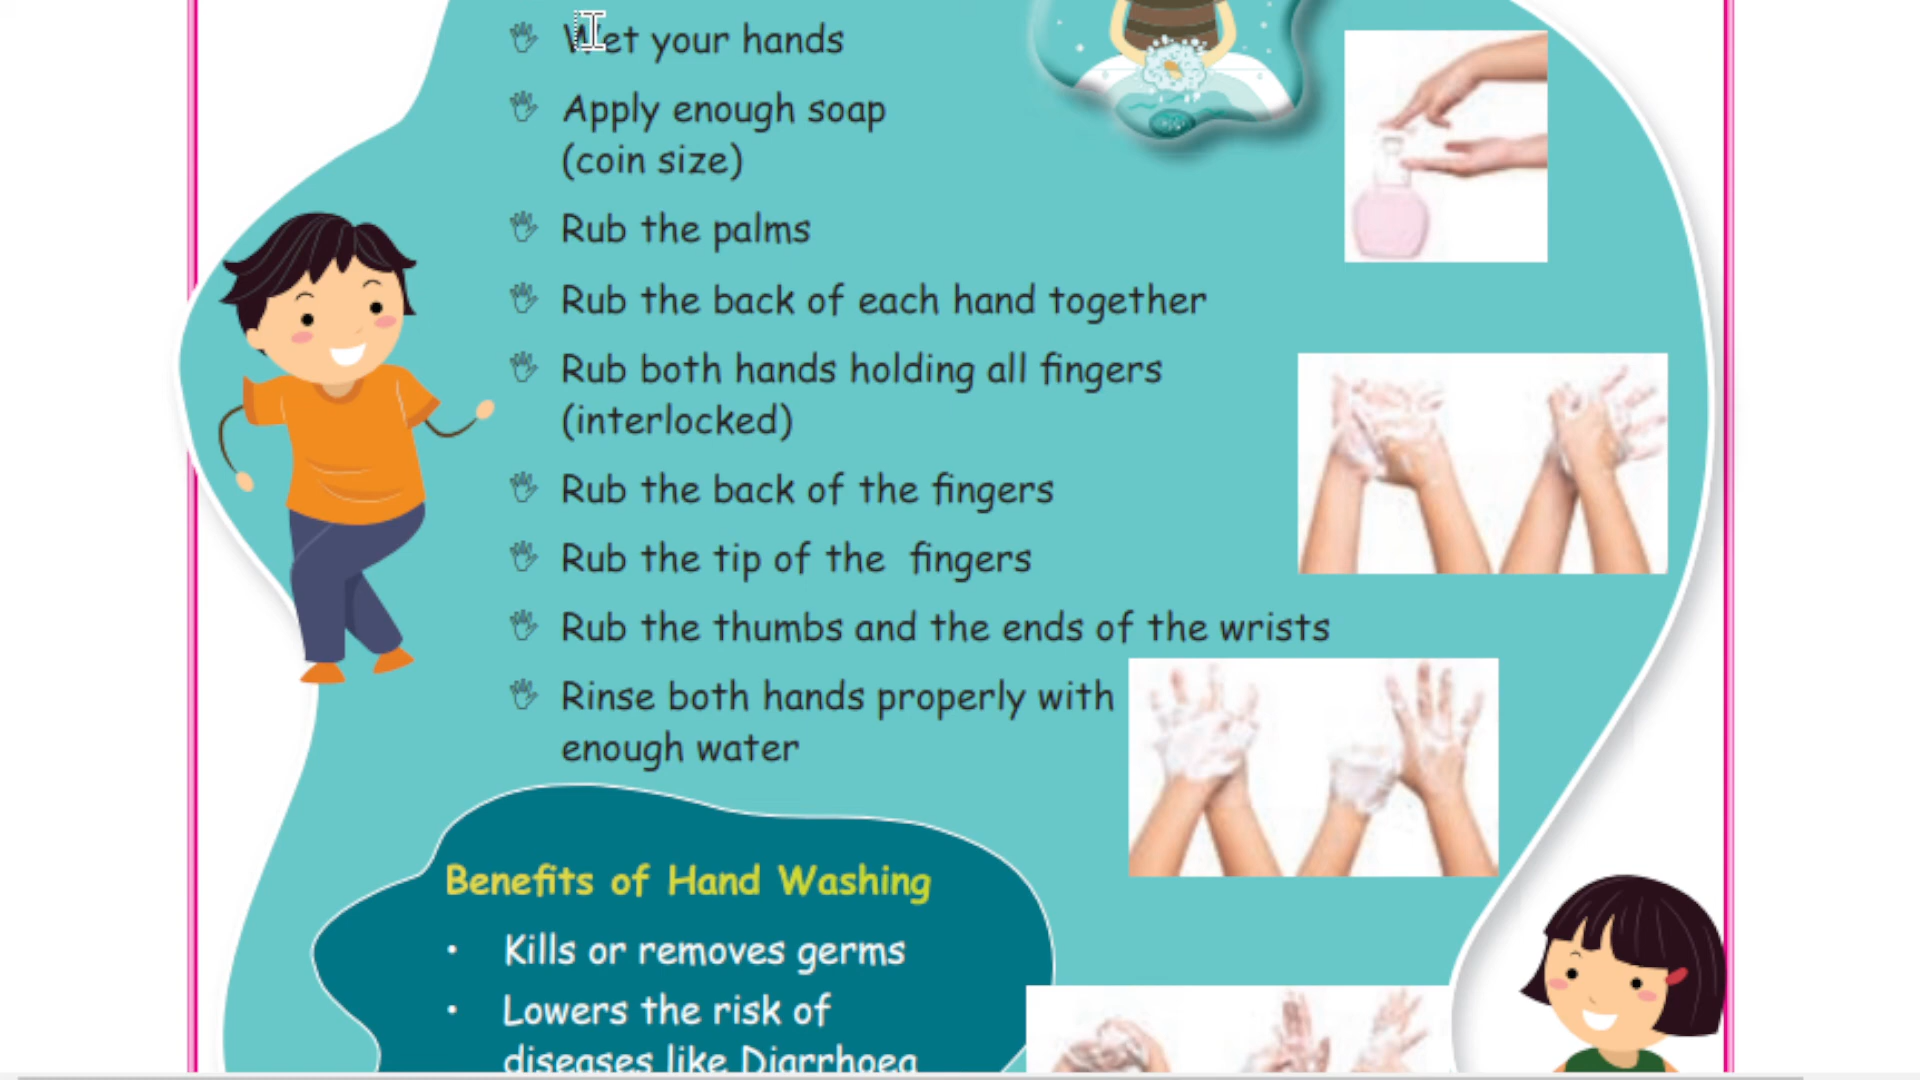 Wet your hands
Apply enough soap
(coin size)
Rub the palms
Rub the back of each hand together
Rub both hands holding all fingers
(interlocked)
Rub the back of the fingers
Rub the tip of the fingers
Rub the thumbs and the ends of the wrists
Rinse both hands properly with
enough water
Benefits of Hand Washing
• Kills or removes germs
• Lowers the risk of
diseases like Diarrhoea